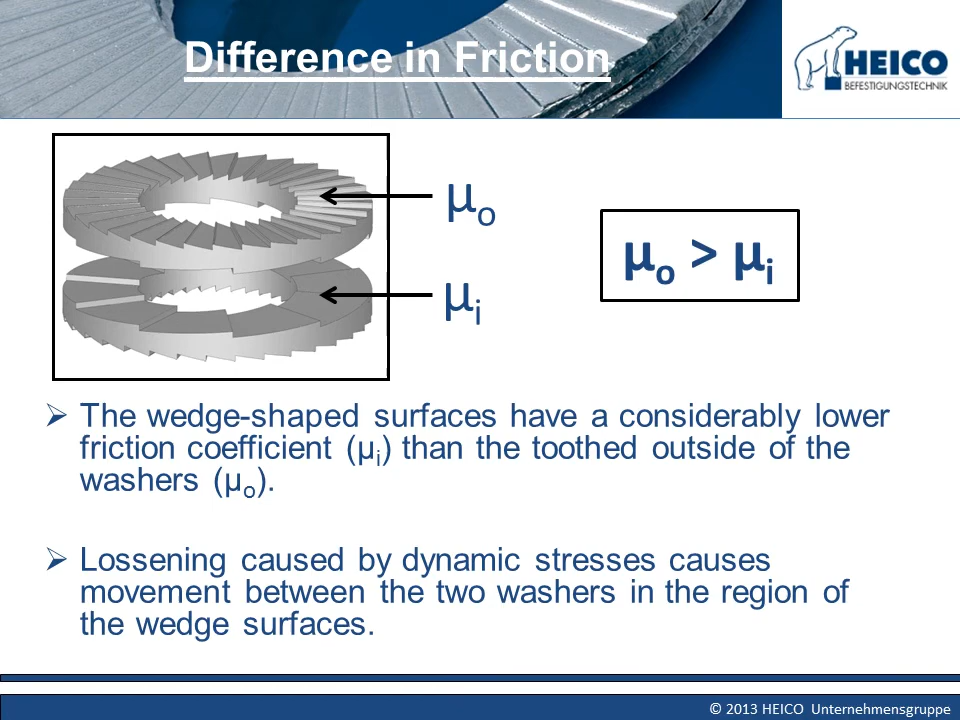 Difference in Friction
HEICO
BEFESTIGUNGSTECHNIK
µo
µi
µo > µi
➢ The wedge-shaped surfaces have a considerably lower
friction coefficient (µi) than the toothed outside of the
washers (µo).
➢ Lossening caused by dynamic stresses causes
movement between the two washers in the region of
the wedge surfaces.
© 2013 HEICO Unternehmensgruppe